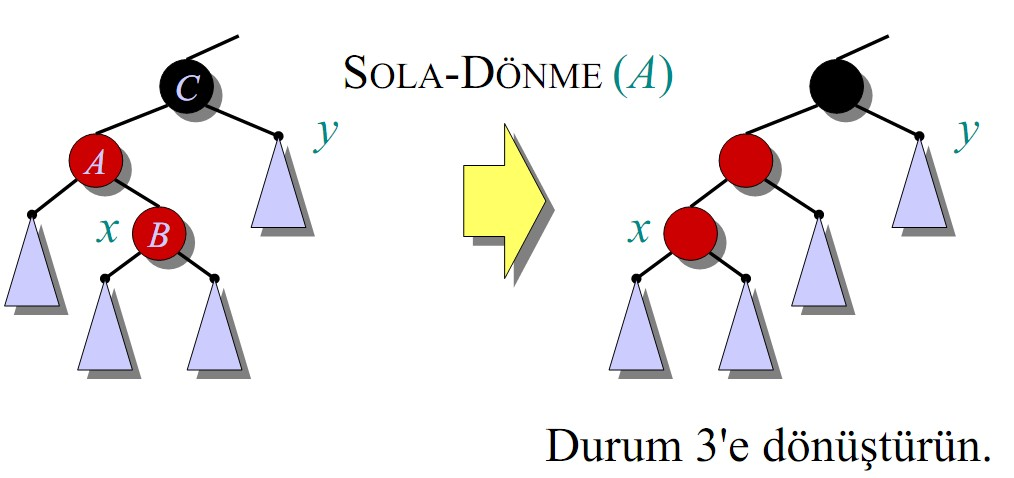 SOLA-DÖNME (A)
C
y
A
x
B
y
x
Durum 3'e dönüştürün.